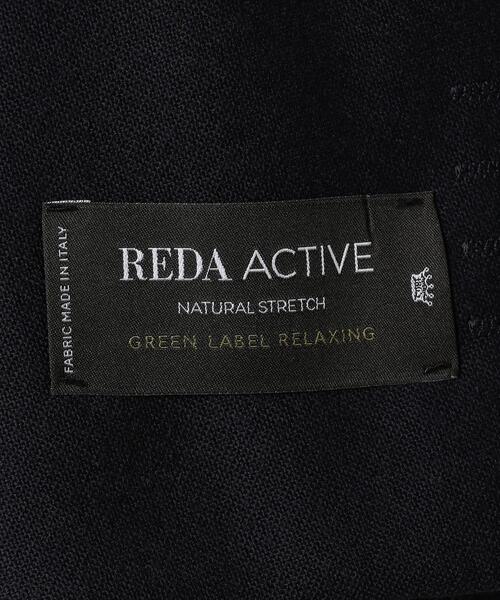 FABRIC MADE IN ITALY
REDA ACTIVE
NATURAL STRETCH
GREEN LABEL RELAXING